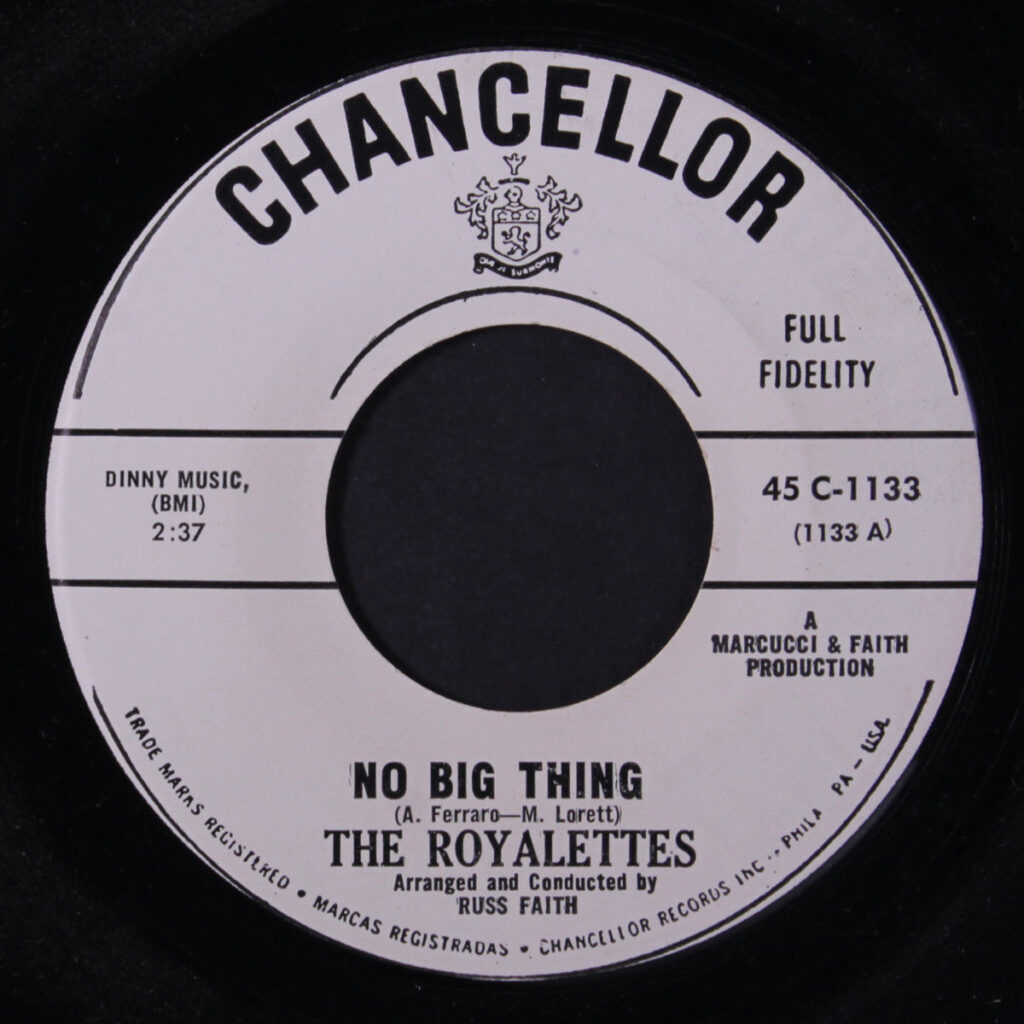 CHANCELLOR
FULL
FIDELITY
DINNY MUSIC,
(BMI)
2:37
45 C-1133
(1133 A)
A
MARCUCCI & FAITH
PRODUCTION
NO BIG THING
(A. Ferraro—M. Lorett)
THE ROYALETTES
Arranged and Conducted by
RUSS FAITH
TRADE MARKS REGISTERED • MARCAS REGISTRADAS • CHANCELLOR RECORDS INC. - PHILA PA - USA